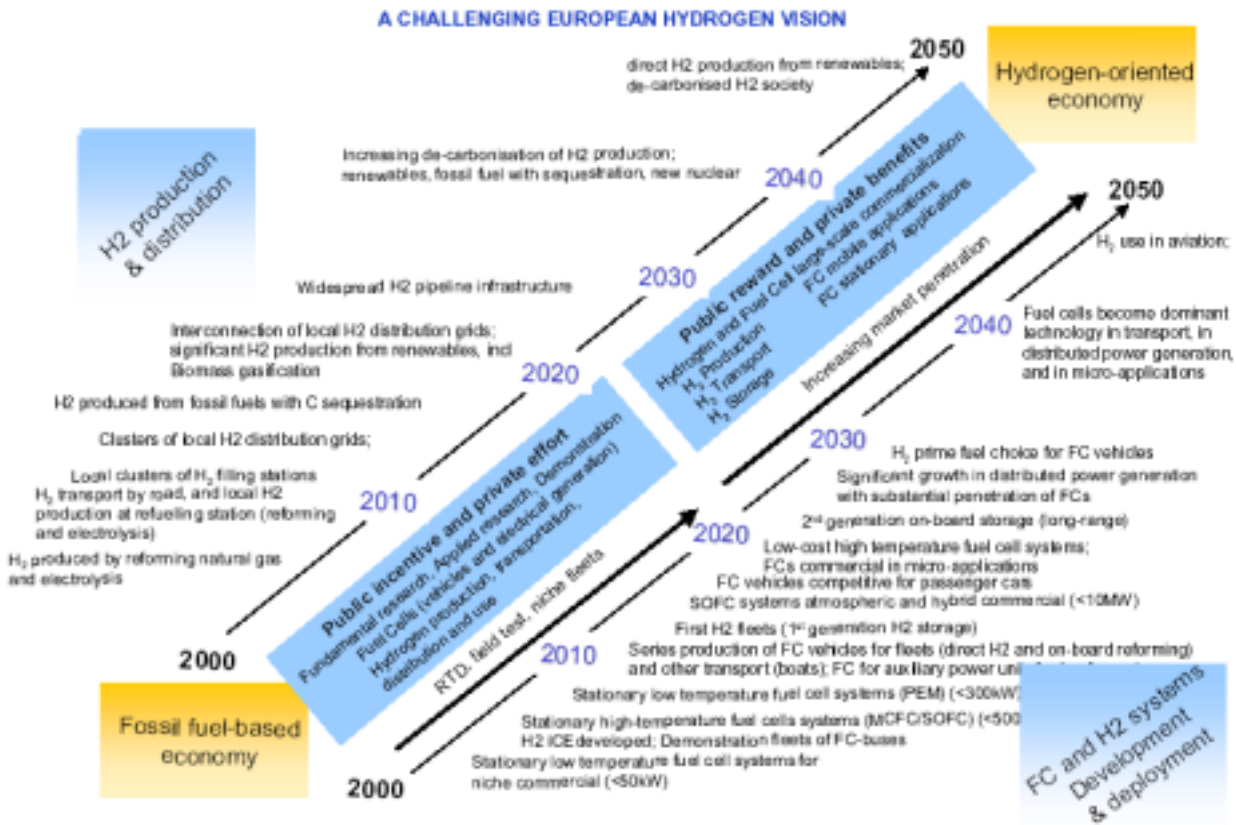 A CHALLENGING EUROPEAN HYDROGEN VISION
2050
direct H2 production from renewables;
de-carbonised H2 society
Hydrogen-oriented
economy
H2 production
& distribution
Increasing de-carbonisation of H2 production;
renewables, fossil fuel with sequestration, new nuclear
2040
Widespread H2 pipeline infrastructure
2030
Interconnection of local H2 distribution grids;
significant H2 production from renewables, incl
Biomass gasification
2020
H2 produced from fossil fuels with C sequestration
Clusters of local H2 distribution grids;
Local clusters of H₂ filling stations
H₂ transport by road, and local H2
production at refuelling station (reforming
and electrolysis)
2010
H₂ produced by reforming natural gas
and electrolysis
2000
Fossil fuel-based
economy
Public incentive and private effort
Fundamental research, Applied research, Demonstration
Fuel Cells (vehicles and electrical generation)
Hydrogen production, transportation,
distribution and use
Public reward and private benefits
Hydrogen and Fuel Cell large-scale commercialization
H₂ Production
H₂ Transport
H₂ Storage
FC mobile applications
FC stationary applications
RTD, field test, niche fleets
Increasing market penetration
2050
H₂ use in aviation;
2040
Fuel cells become dominant
technology in transport, in
distributed power generation,
and in micro-applications
2030
H₂ prime fuel choice for FC vehicles
Significant growth in distributed power generation
with substantial penetration of FCs
2ⁿᵈ generation on-board storage (long-range)
2020
Low-cost high temperature fuel cell systems;
FCs commercial in micro-applications
FC vehicles competitive for passenger cars
SOFC systems atmospheric and hybrid commercial (<10MW)
First H2 fleets (1ˢᵗ generation H2 storage)
2010
Series production of FC vehicles for fleets (direct H2 and on-board reforming)
and other transport (boats); FC for auxiliary power
Stationary low temperature fuel cell systems (PEM) (<300kW)
Stationary high-temperature fuel cells systems (MCFC/SOFC) (<500
H2 ICE developed; Demonstration fleets of FC-buses
Stationary low temperature fuel cell systems for
niche commercial (<50kW)
2000
FC and H2 systems
Development
& deployment